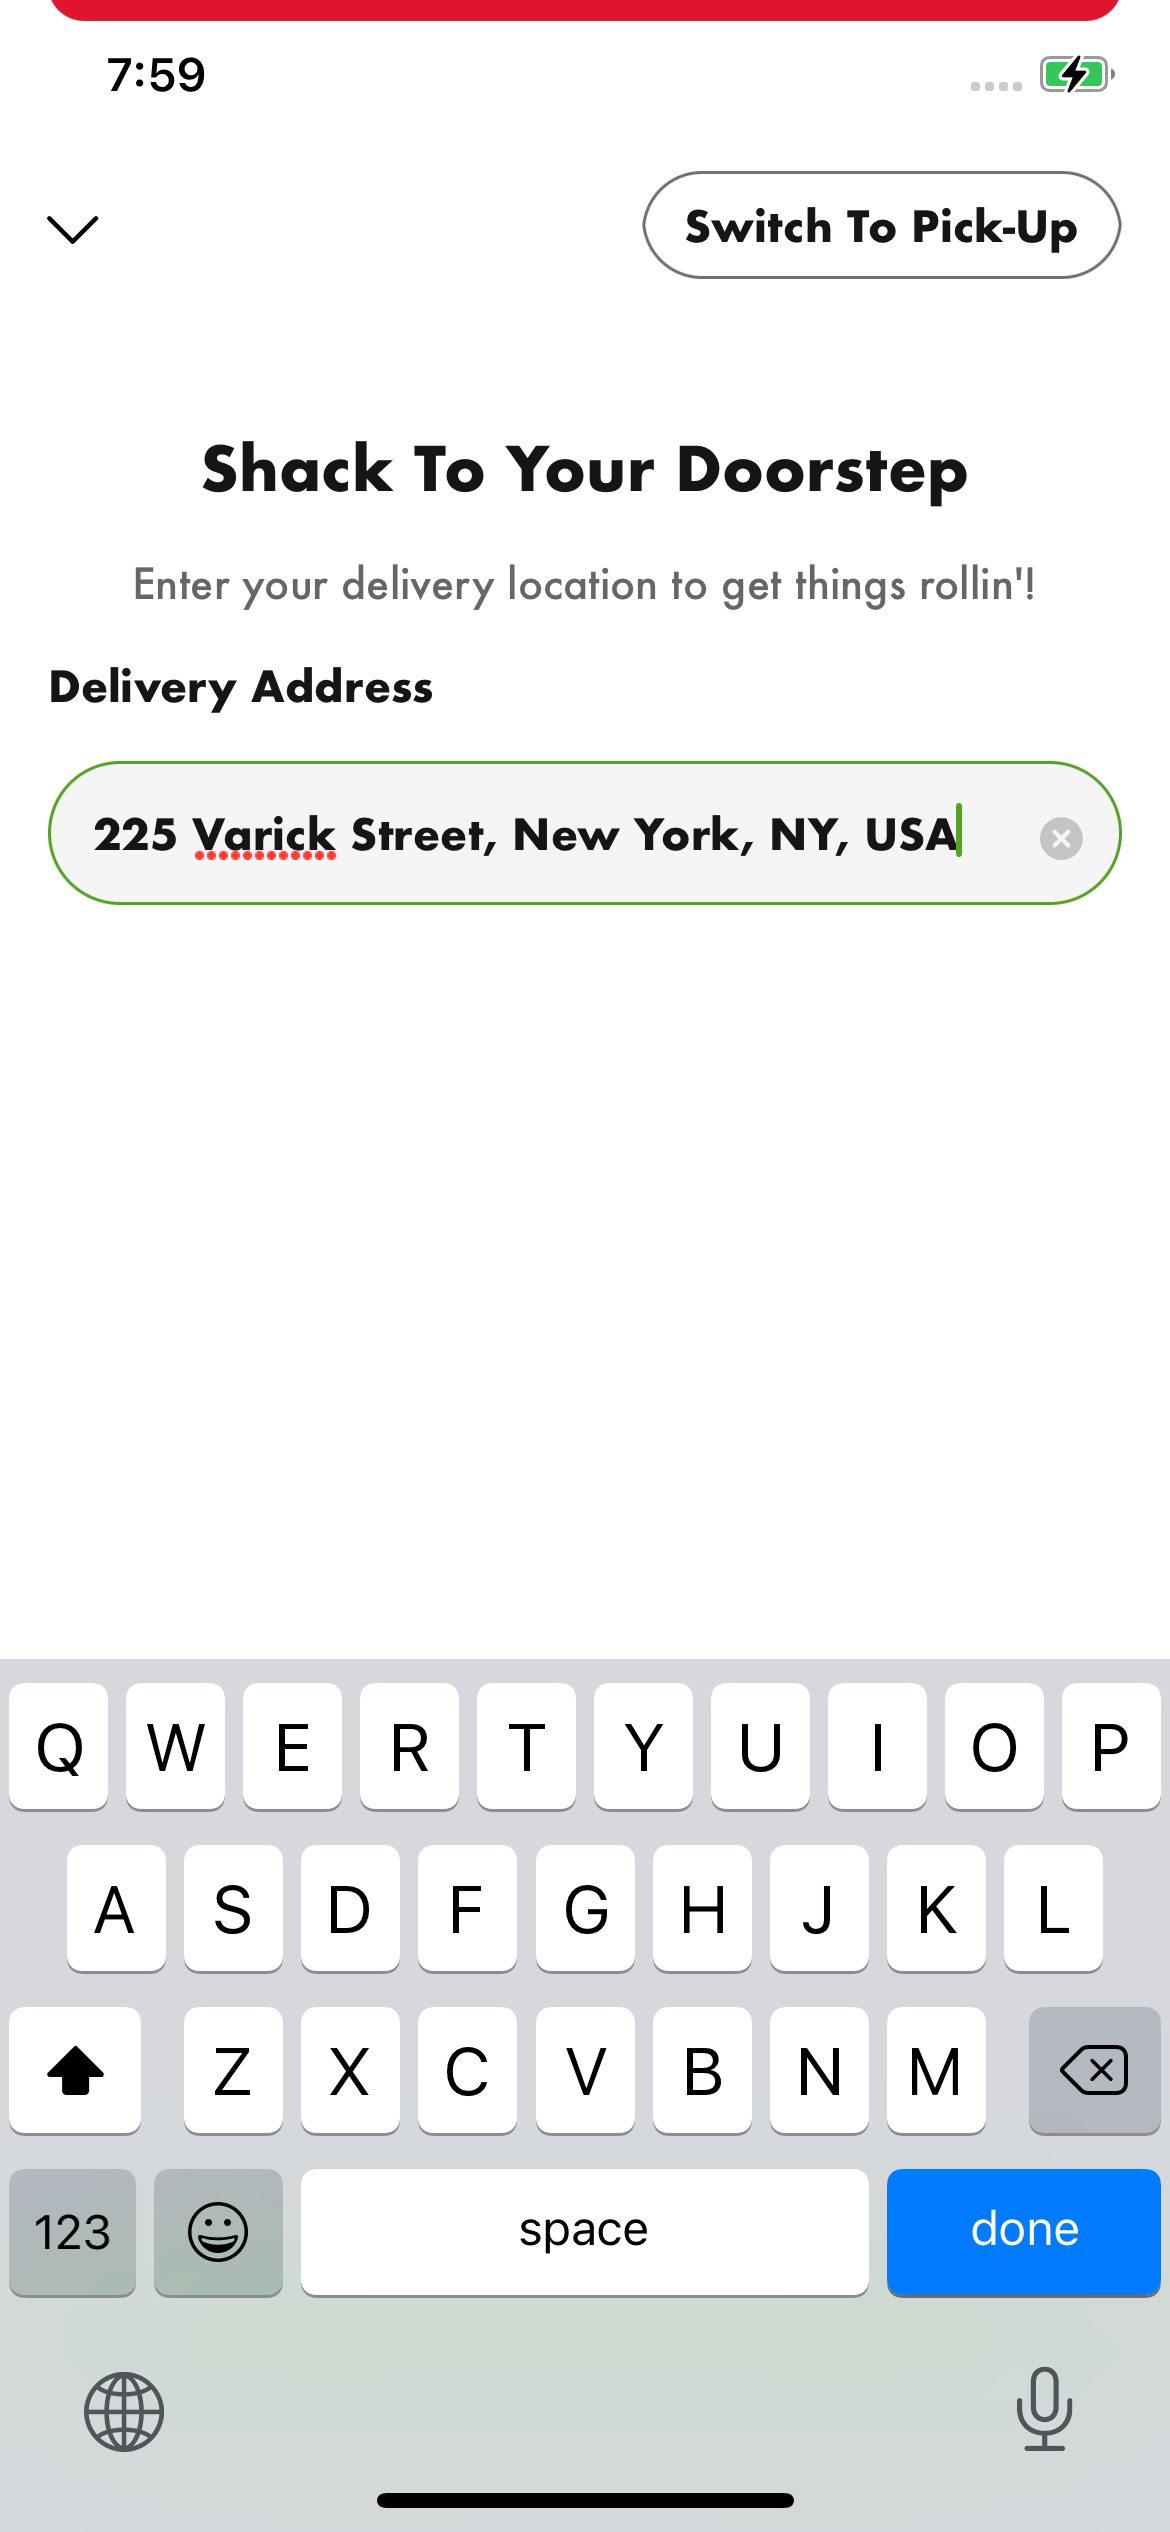 7:59
Switch To Pick-Up
Shack To Your Doorstep
Enter your delivery location to get things rollin'!
Delivery Address
225 Varick Street, New York, NY, USA
Q W E R T Y U I O P
A S D F G H J K L
Z X C V B N M
123 space done